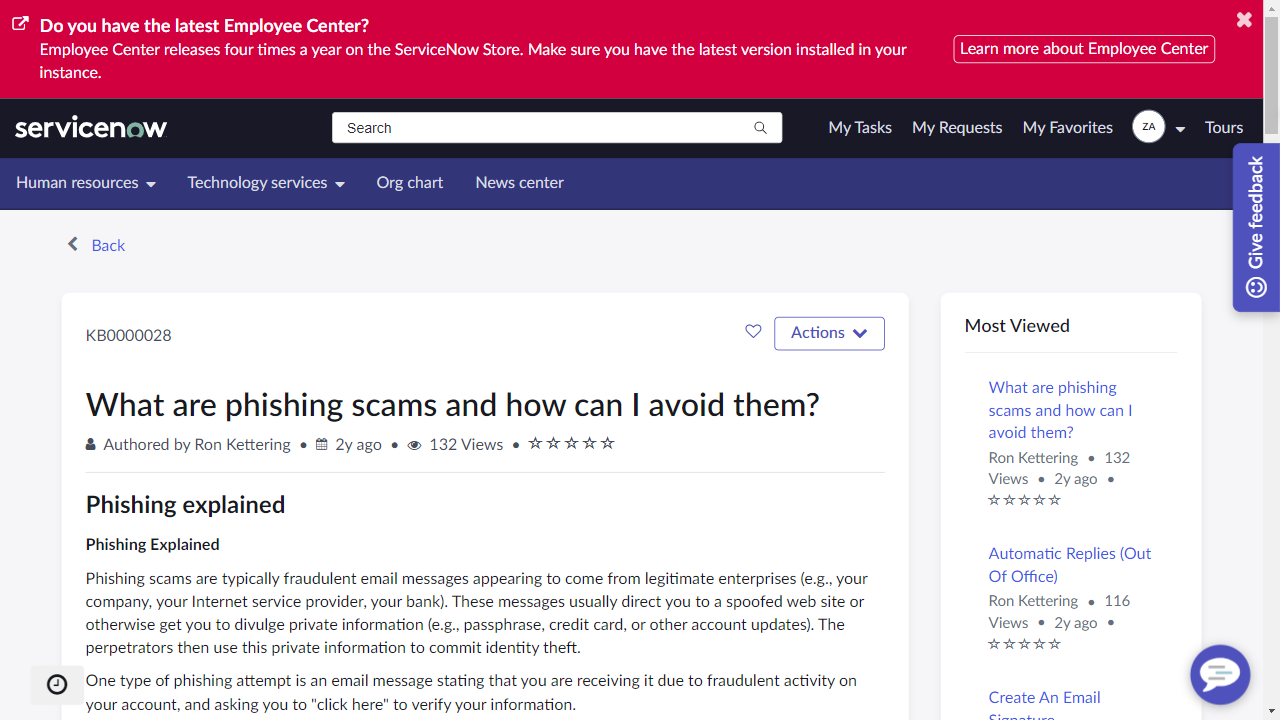 Do you have the latest Employee Center?
Employee Center releases four times a year on the ServiceNow Store. Make sure you have the latest version installed in your
instance.
Learn more about Employee Center
servicenow
Search
My Tasks
My Requests
My Favorites
ZA
Tours
Human resources
Technology services
Org chart
News center
Give feedback
Back
KB0000028
Actions
What are phishing scams and how can I avoid them?
Authored by Ron Kettering • 2y ago • 132 Views •
Phishing explained
Phishing Explained
Phishing scams are typically fraudulent email messages appearing to come from legitimate enterprises (e.g., your
company, your Internet service provider, your bank). These messages usually direct you to a spoofed web site or
otherwise get you to divulge private information (e.g., passphrase, credit card, or other account updates). The
perpetrators then use this private information to commit identity theft.
One type of phishing attempt is an email message stating that you are receiving it due to fraudulent activity on
your account, and asking you to "click here" to verify your information.
Most Viewed
What are phishing
scams and how can I
avoid them?
Ron Kettering • 132
Views • 2y ago •
Automatic Replies (Out
Of Office)
Ron Kettering • 116
Views • 2y ago •
Create An Email
Signature